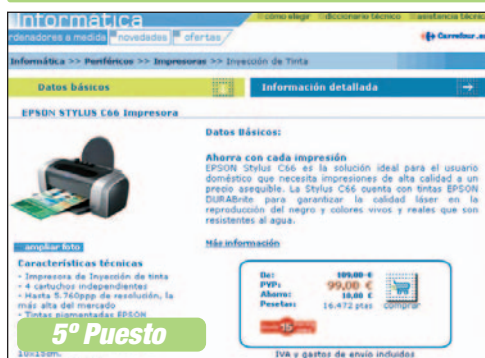 Informática
cómo elegir diccionario técnico asistencia técnic
rdenadores a medida novedades ofertas
Carrefour.es
Informática >> Periféricos >> Impresoras >> Inyección de Tinta
Datos básicos
Información detallada
EPSON STYLUS C66 Impresora
Datos Básicos:
Ahorra con cada impresión
EPSON Stylus C66 es la solución ideal para el usuario
doméstico que necesita impresiones de alta calidad a un
precio asequible. La Stylus C66 cuenta con tintas EPSON
DURABrite para garantizar la calidad láser en la
reproducción del negro y colores vivos y reales que son
resistentes al agua.
Más información
ampliar foto
Características técnicas
- Impresora de Inyección de tinta
- 4 cartuchos independientes
- Hasta 5.760ppp de resolución, la
más alta del mercado
- Tintas pigmentadas EPSON
10x15cm.
5º Puesto
De: 109,00 €
PVP: 99,00 €
Ahorro: 10,00 €
Pesetas: 16.472 ptas
comprar
15
IVA y gastos de envío incluidos